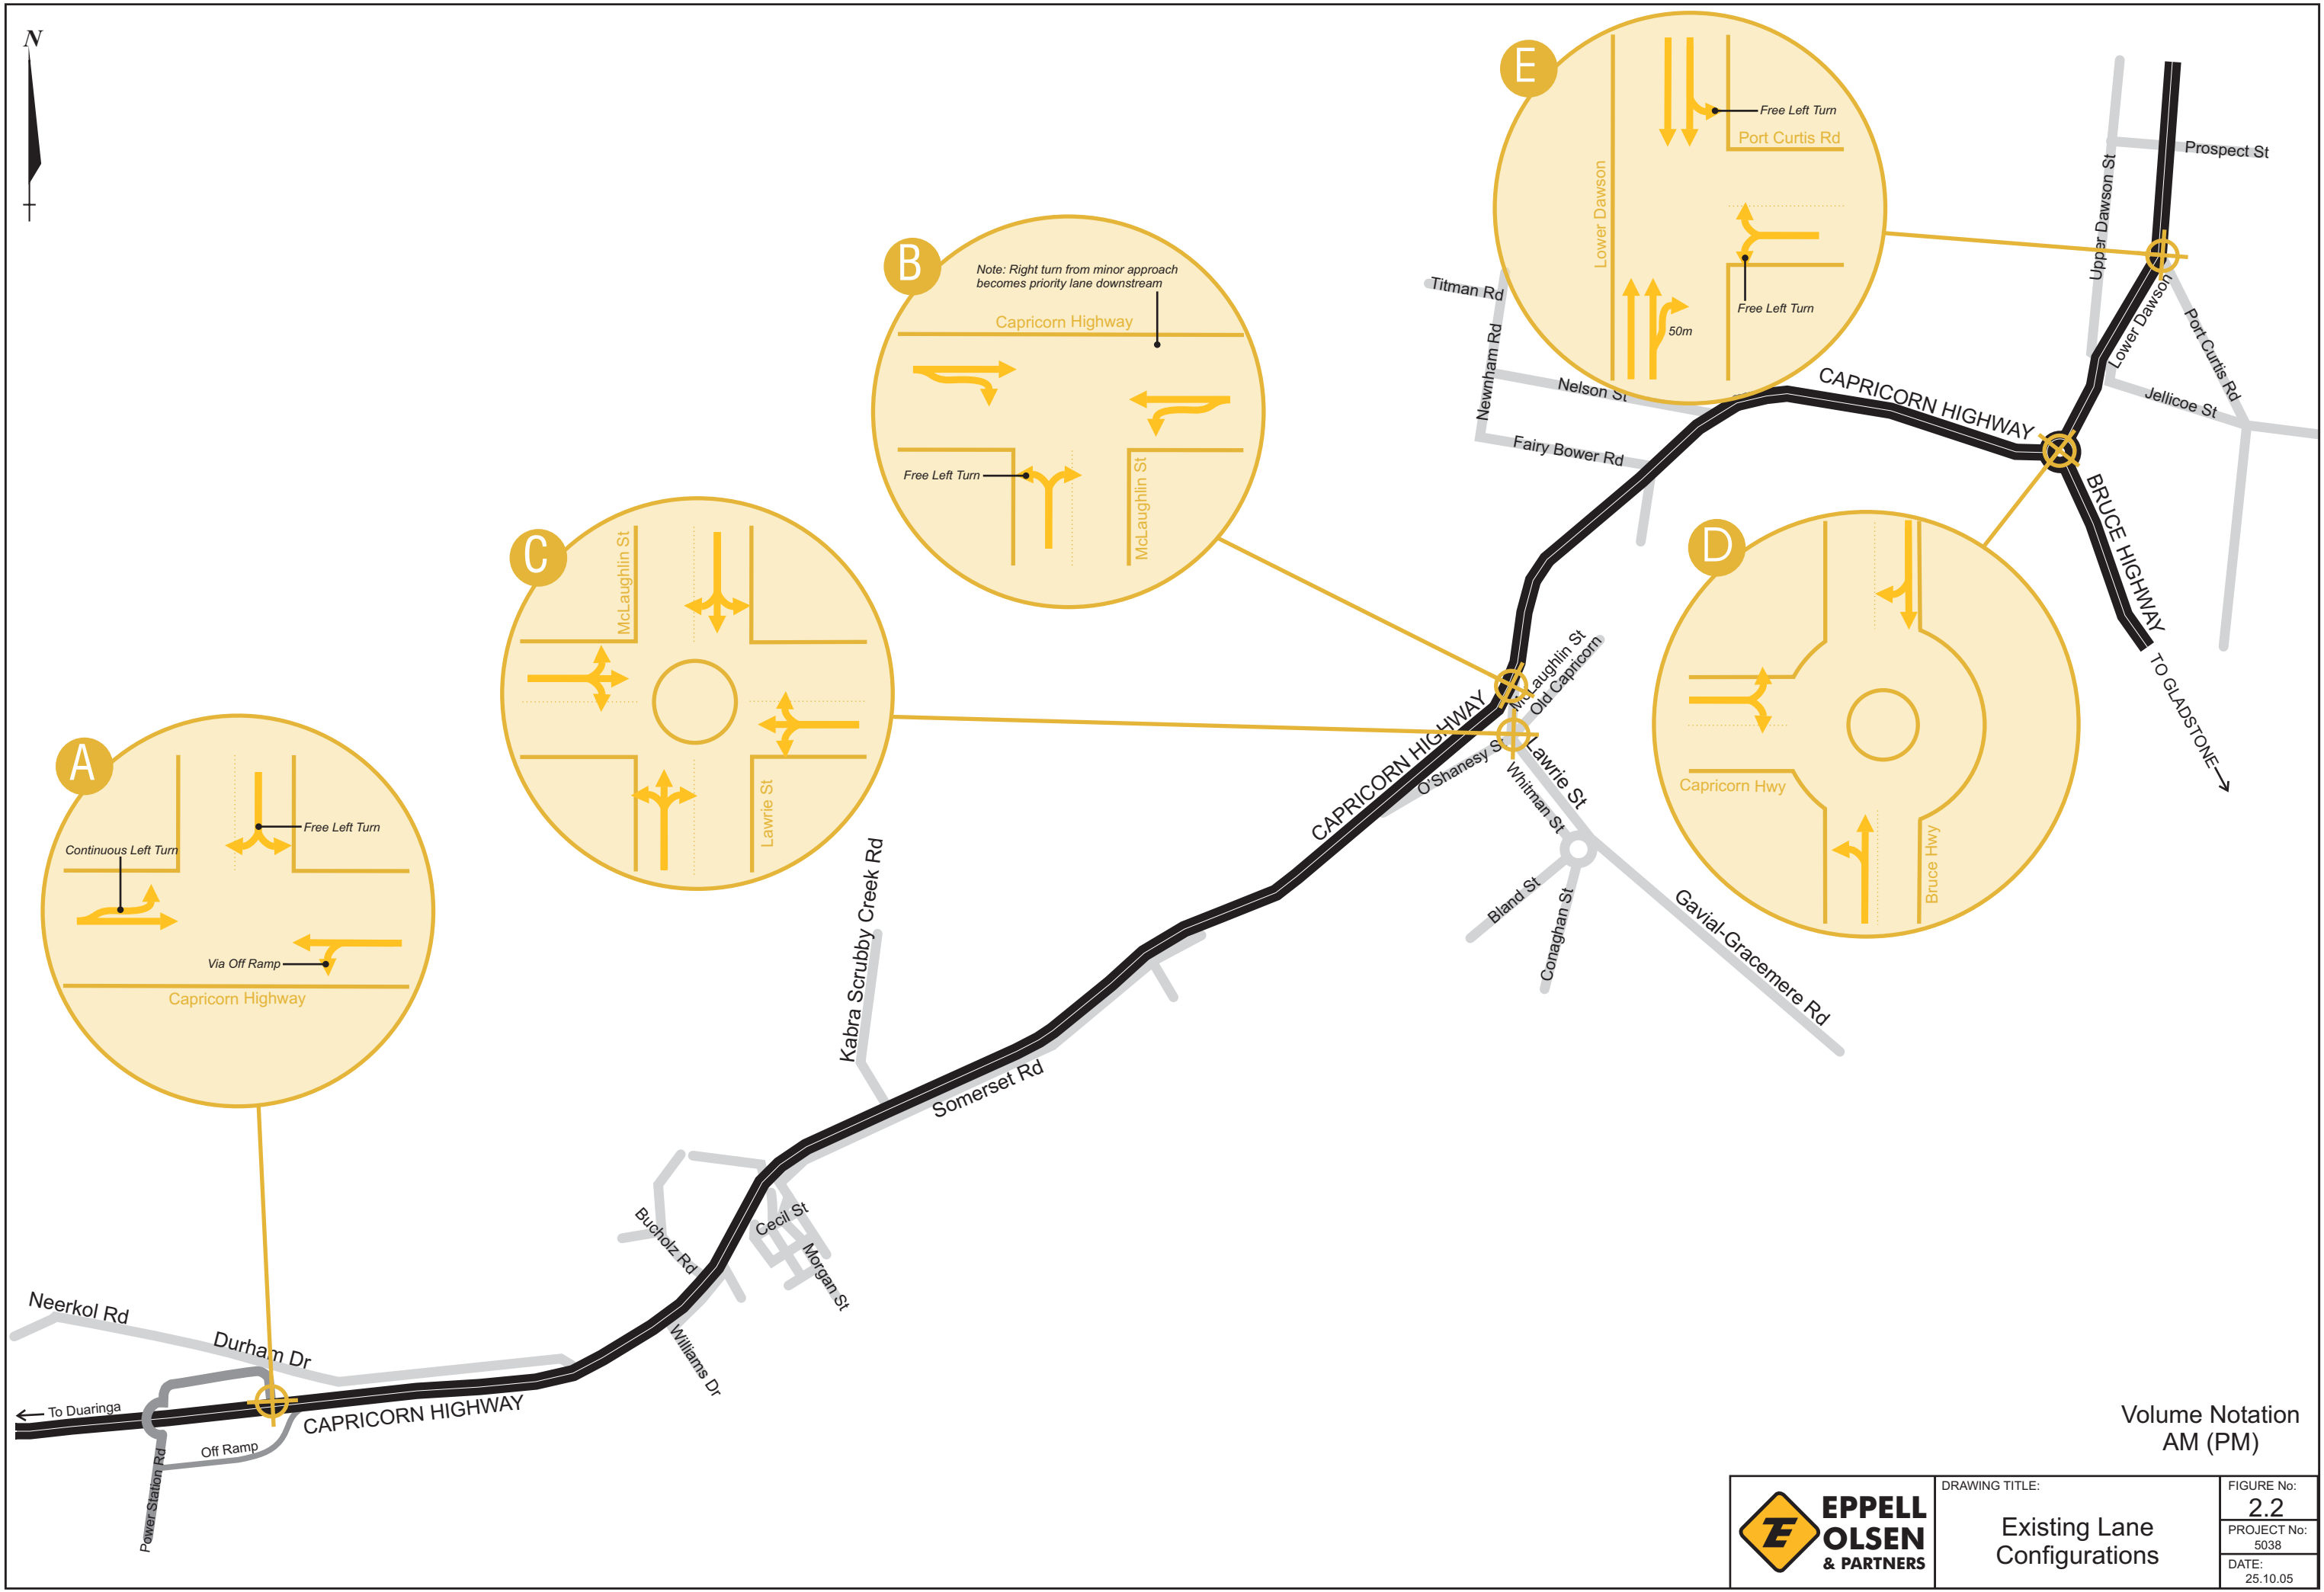 N
E
Free Left Turn
Port Curtis Rd
Lower Dawson
Free Left Turn
50m
Prospect St
Upper Dawson St
Lower Dawson
Port Curtis Rd
Jellicoe St
B
Note: Right turn from minor approach
becomes priority lane downstream
Capricorn Highway
Free Left Turn
McLaughlin St
Titman Rd
Newnham Rd
Nelson St
Fairy Bower Rd
CAPRICORN HIGHWAY
BRUCE HIGHWAY
TO GLADSTONE
C
McLaughlin St
Lawrie St
D
Capricorn Hwy
Bruce Hwy
McLaughlin St
Old Capricorn
CAPRICORN HIGHWAY
O'Shanesy St
Lawrie St
Whitman St
Bland St
Conaghan St
Gavial-Gracemere Rd
A
Free Left Turn
Continuous Left Turn
Via Off Ramp
Capricorn Highway
Kabra Scrubby Creek Rd
Somerset Rd
Bucholz Rd
Cecil St
Morgan St
Williams Dr
Neerkol Rd
Durham Dr
To Duaringa
CAPRICORN HIGHWAY
Off Ramp
Power Station Rd
Volume Notation
AM (PM)
EPPELL
OLSEN
& PARTNERS
DRAWING TITLE:
Existing Lane
Configurations
FIGURE No:
2.2
PROJECT No:
5038
DATE:
25.10.05